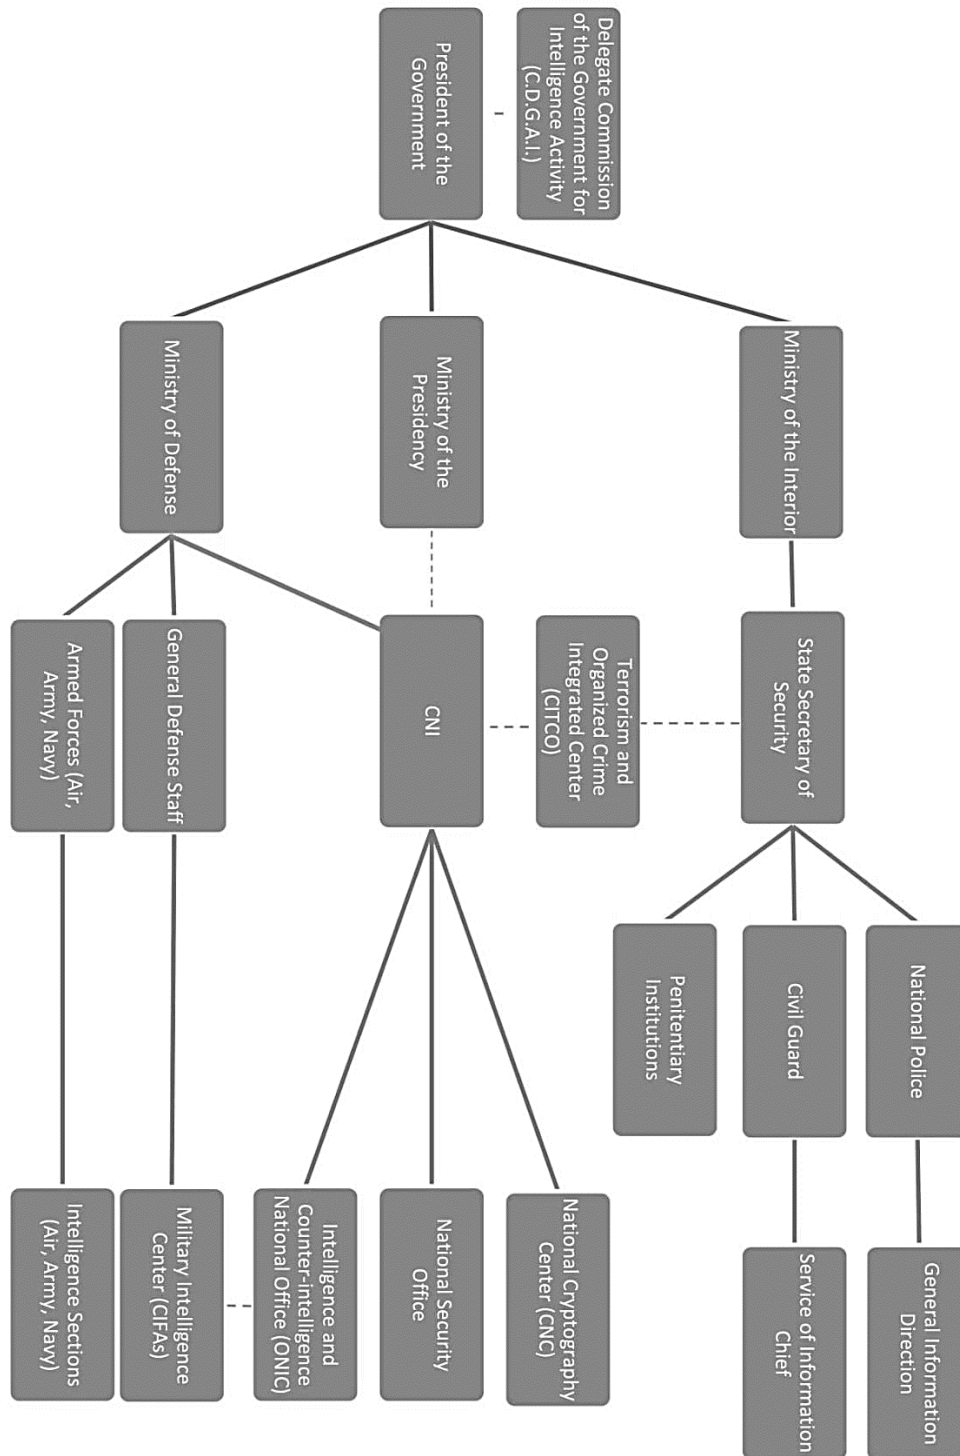 Delegate Commission
of the Government for
Intelligence Activity
(C.D.G.A.I.)
President of the
Government
Ministry of the Interior
Ministry of the
Presidency
Ministry of Defense
State Secretary of
Security
Terrorism and
Organized Crime
Integrated Center
(CITCO)
CNI
General Defense Staff
Armed Forces (Air,
Army, Navy)
National Police
Civil Guard
Penitentiary
Institutions
General Information
Direction
Service of Information
Chief
National Cryptography
Center (CNC)
National Security
Office
Intelligence and
Counter-intelligence
National Office (ONIC)
Military Intelligence
Center (CIFAs)
Intelligence Sections
(Air, Army, Navy)